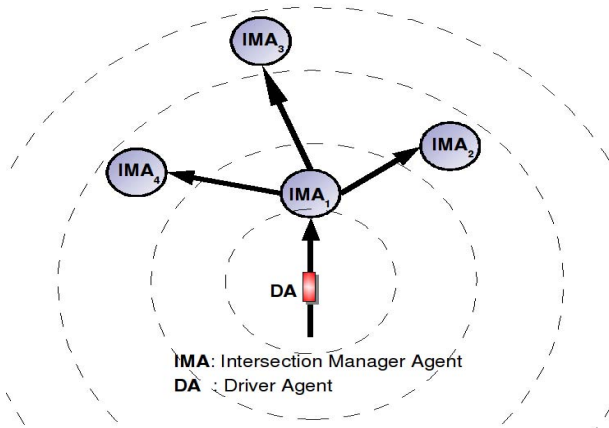 IMA3
IMA2
IMA4
IMA1
DA
IMA: Intersection Manager Agent
DA : Driver Agent